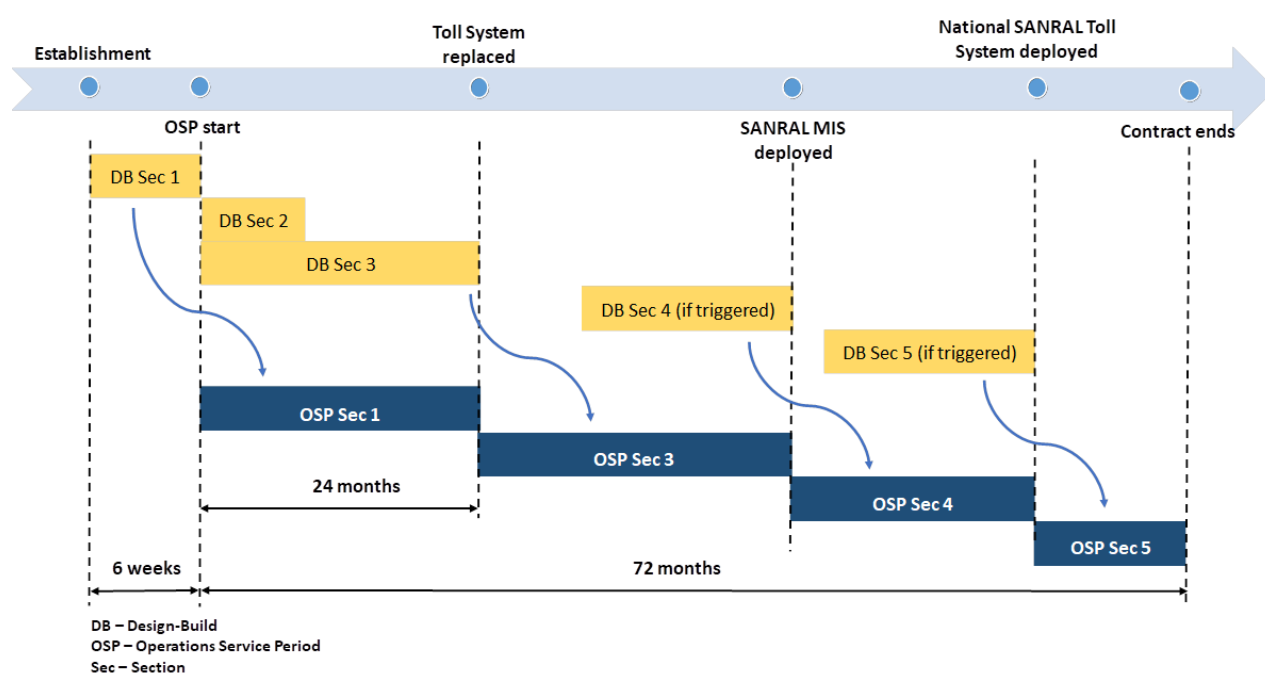 Establishment
Toll System
replaced
National SANRAL Toll
System deployed
OSP start
SANRAL MIS
deployed
Contract ends
DB Sec 1
DB Sec 2
DB Sec 3
DB Sec 4 (if triggered)
DB Sec 5 (if triggered)
OSP Sec 1
OSP Sec 3
24 months
OSP Sec 4
OSP Sec 5
6 weeks
72 months
DB – Design-Build
OSP – Operations Service Period
Sec – Section